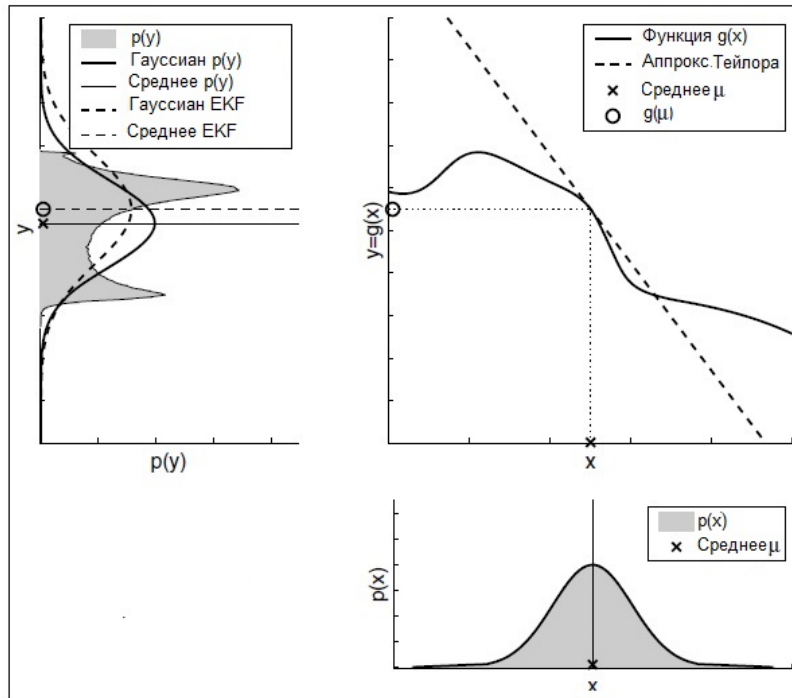 p(y)
Гауссиан p(y)
Среднее p(y)
Гауссиан EKF
Среднее EKF
y
p(y)
Функция g(x)
Аппрокс.Тейлора
Среднее μ
g(μ)
y=g(x)
x
p(x)
Среднее μ
p(x)
x